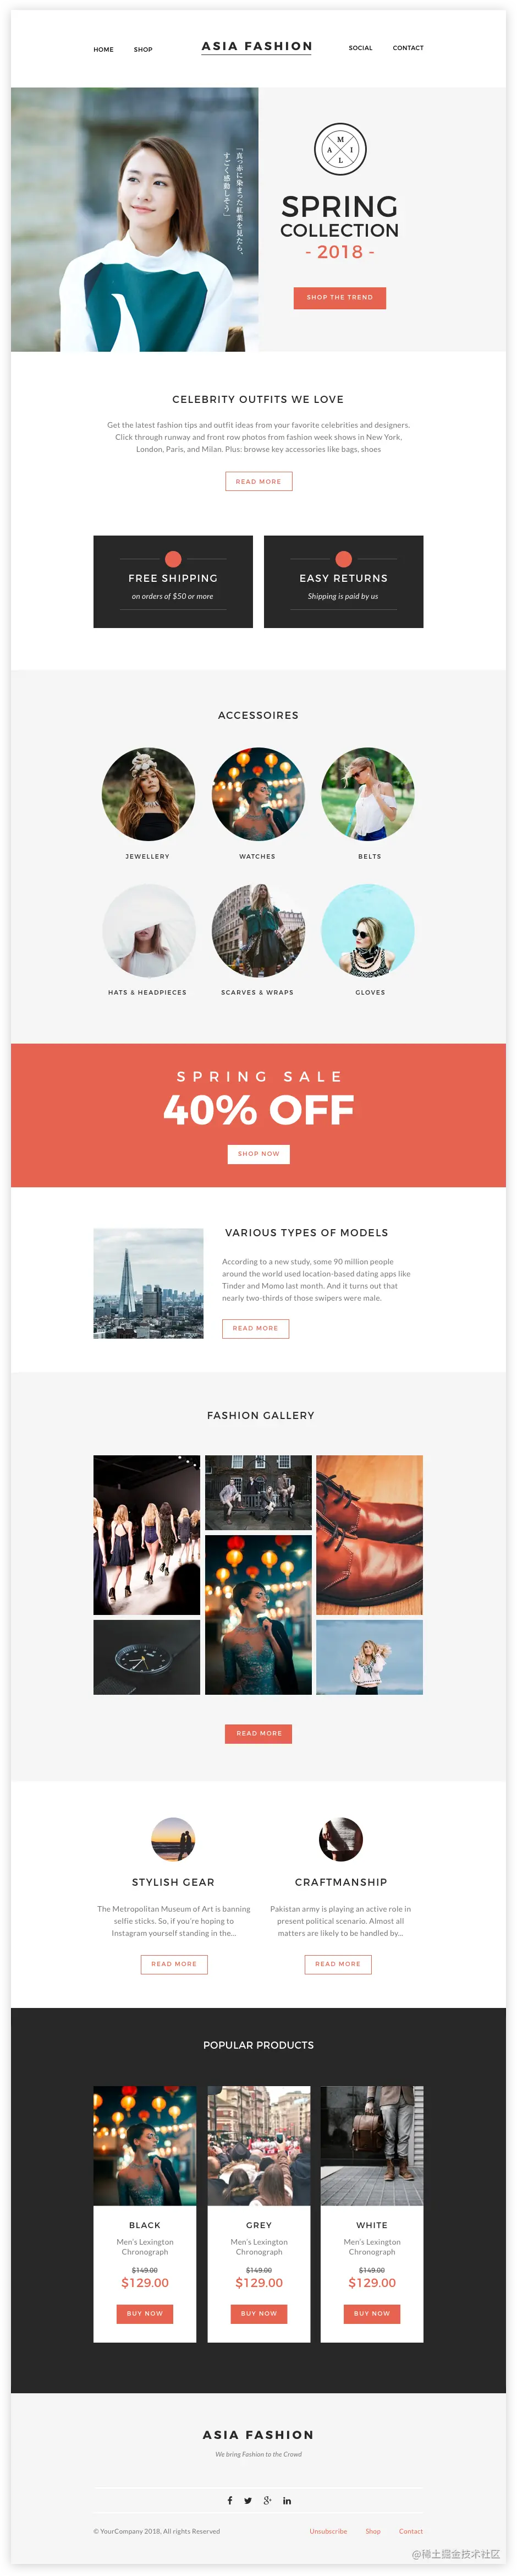 HOME
SHOP
ASIA FASHION
SOCIAL
CONTACT
「真っ赤に染まった紅葉を見たら、
すごく感動しそう」
M
A
I
L
SPRING
COLLECTION
- 2018 -
SHOP THE TREND
CELEBRITY OUTFITS WE LOVE
Get the latest fashion tips and outfit ideas from your favorite celebrities and designers.
Click through runway and front row photos from fashion week shows in New York,
London, Paris, and Milan. Plus: browse key accessories like bags, shoes
READ MORE
FREE SHIPPING
on orders of $50 or more
EASY RETURNS
Shipping is paid by us
ACCESSOIRES
JEWELLERY
WATCHES
BELTS
HATS & HEADPIECES
SCARVES & WRAPS
GLOVES
SPRING SALE
40% OFF
SHOP NOW
VARIOUS TYPES OF MODELS
According to a new study, some 90 million people
around the world used location-based dating apps like
Tinder and Momo last month. And it turns out that
nearly two-thirds of those swipers were male.
READ MORE
FASHION GALLERY
READ MORE
STYLISH GEAR
The Metropolitan Museum of Art is banning
selfie sticks. So, if you're hoping to
Instagram yourself standing in the...
READ MORE
CRAFTMANSHIP
Pakistan army is playing an active role in
present political scenario. Almost all
matters are likely to be handled by...
READ MORE
POPULAR PRODUCTS
BLACK
Men's Lexington
Chronograph
$149.00
$129.00
BUY NOW
GREY
Men's Lexington
Chronograph
$149.00
$129.00
BUY NOW
WHITE
Men's Lexington
Chronograph
$149.00
$129.00
BUY NOW
ASIA FASHION
We bring Fashion to the Crowd
© YourCompany 2018, All rights Reserved
Unsubscribe
Shop
Contact
@稀土掘金技术社区